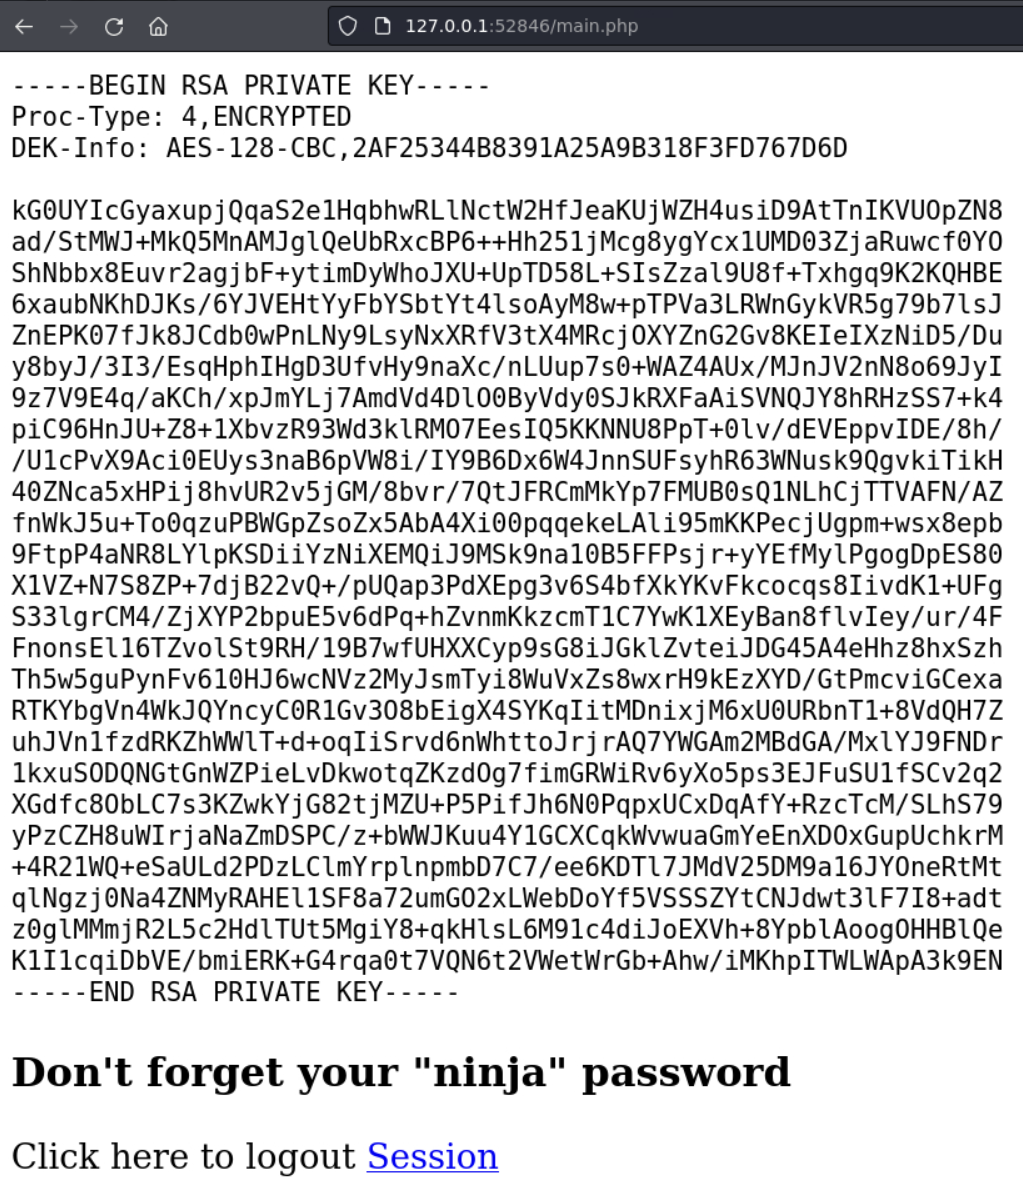 127.0.0.1:52846/main.php
-----BEGIN RSA PRIVATE KEY-----
Proc-Type: 4,ENCRYPTED
DEK-Info: AES-128-CBC,2AF25344B8391A25A9B318F3FD767D6D
kG0UYIcGyaxupjQqaS2e1HqbhwRLlNctW2HfJeaKUjWZH4usiD9AtTnIKVUOpZN8
ad/StMWJ+MkQ5MnAMJglQeUbRxcBP6++Hh251jMcg8ygYcx1UMD03ZjaRuwcf0YO
ShNbbx8Euvr2agjbF+ytimDyWhoJXU+UpTD58L+SIsZzal9U8f+Txhgq9K2KQHBE
6xaubNKhDJKs/6YJVEHtYyFbYSbtYt4lsoAyM8w+pTPVa3LRWnGykVR5g79b7lsJ
ZnEPK07fJk8JCdb0wPnLNy9LsyNxXRfV3tX4MRcjOXYZnG2Gv8KEIeIXzNiD5/Du
y8byJ/3I3/EsqHphIHgD3UfvHy9naXc/nLUup7s0+WAZ4AUx/MJnJV2nN8o69JyI
9z7V9E4q/aKCh/xpJmYLj7AmdVd4DlO0ByVdy0SJkRXFaAiSVNQJY8hRHzSS7+k4
piC96HnJU+Z8+1XbvzR93Wd3klRMO7EesIQ5KKNNU8PpT+0lv/dEVEppvIDE/8h/
/U1cPvX9Aci0EUys3naB6pVW8i/IY9B6Dx6W4JnnSUFsyhR63WNusk9QgvkiTikH
40ZNca5xHPij8hvUR2v5jGM/8bvr/7QtJFRCmMkYp7FMUB0sQ1NLhCjTTVAFN/AZ
fnWkJ5u+To0qzuPBWGpZsoZx5AbA4Xi00pqqekeLAli95mKKPecjUgpm+wsx8epb
9FtpP4aNR8LYlpKSDiiYzNiXEMQiJ9MSk9na10B5FFPsjr+yYEfMylPgogDpES80
X1VZ+N7S8ZP+7djB22vQ+/pUQap3PdXEpg3v6S4bfXkYKvFkcocqs8IivdK1+UFg
S33lgrCM4/ZjXYP2bpuE5v6dPq+hZvnmKkzcmT1C7YwK1XEyBan8flvIey/ur/4F
FnonsEl16TZvolSt9RH/19B7wfUHXXCyp9sG8iJGklZvteiJDG45A4eHhz8hxSzh
Th5w5guPynFv610HJ6wcNVz2MyJsmTyi8WuVxZs8wxrH9kEzXYD/GtPmcviGCexa
RTKYbgVn4WkJQYncyC0R1Gv3O8bEigX4SYKqIitMDnixjM6xU0URbnT1+8VdQH7Z
uhJVn1fzdRKZhWWlT+d+oqIiSrvd6nWhttoJrjrAQ7YWGAm2MBdGA/MxlYJ9FNDr
1kxuSODQNGtGnWZPieLvDkwotqZKzdOg7fimGRWiRv6yXo5ps3EJFuSU1fSCv2q2
XGdfc8ObLC7s3KZwkYjG82tjMZU+P5PifJh6N0PqpxUCxDqAfY+RzcTcM/SLhS79
yPzCZH8uWIrjaNaZmDSPC/z+bWWJKuu4Y1GCXCqkWvwuaGmYeEnXDOxGupUchkrM
+4R21WQ+eSaULd2PDzLClmYrplnpmbD7C7/ee6KDTl7JMdV25DM9a16JYOneRtMt
qlNgzj0Na4ZNMyRAHEl1SF8a72umGO2xLWebDoYf5VSSSZYtCNJdwt3lF7I8+adt
z0glMMmjR2L5c2HdlTUt5MgiY8+qkHlsL6M91c4diJoEXVh+8YpblAoogOHHBlQe
K1I1cqiDbVE/bmiERK+G4rqa0t7VQN6t2VWetWrGb+Ahw/iMKhpITWLWApA3k9EN
-----END RSA PRIVATE KEY-----
Don't forget your "ninja" password
Click here to logout Session